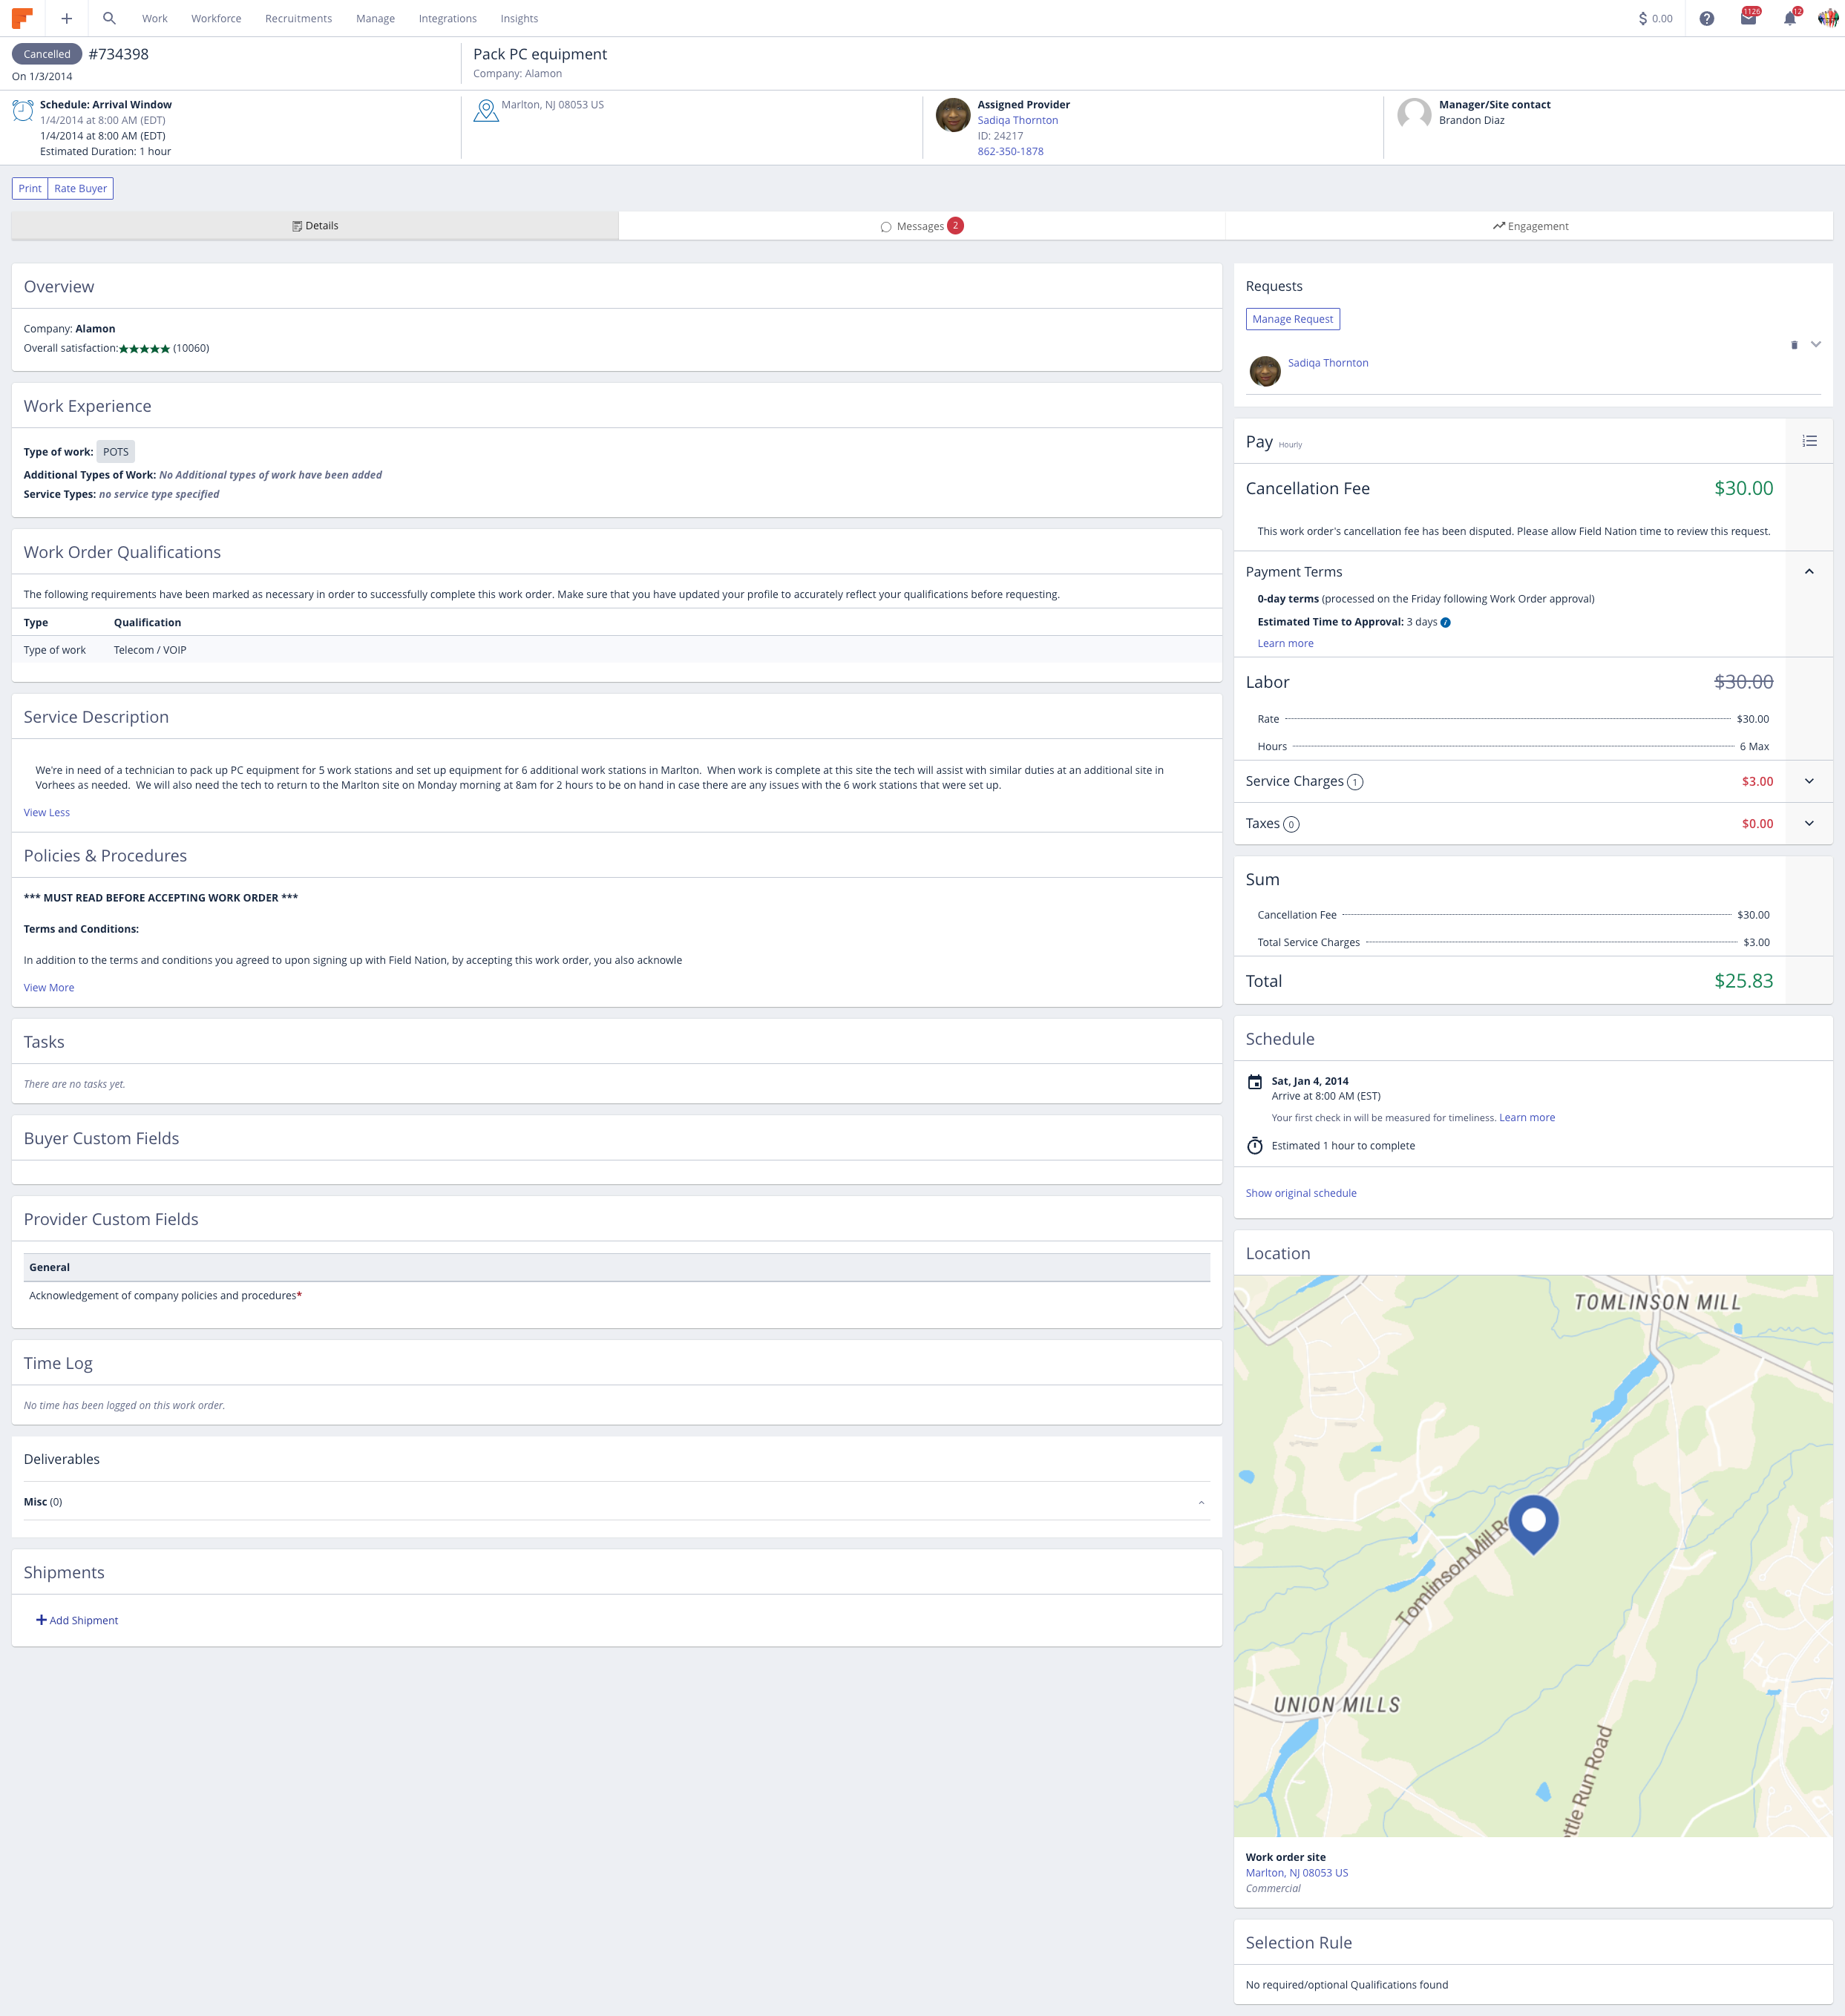 Work Workforce Recruitments Manage Integrations Insights $ 0.00 1126 12
Cancelled #734398
On 1/3/2014
Pack PC equipment
Company: Alamon
Schedule: Arrival Window
1/4/2014 at 8:00 AM (EDT)
1/4/2014 at 8:00 AM (EDT)
Estimated Duration: 1 hour
Marlton, NJ 08053 US
Assigned Provider
Sadiqa Thornton
ID: 24217
862-350-1878
Manager/Site contact
Brandon Diaz
Print Rate Buyer
Details Messages 2 Engagement
Overview
Company: Alamon
Overall satisfaction:★★★★★ (10060)
Work Experience
Type of work: POTS
Additional Types of Work: No Additional types of work have been added
Service Types: no service type specified
Work Order Qualifications
The following requirements have been marked as necessary in order to successfully complete this work order. Make sure that you have updated your profile to accurately reflect your qualifications before requesting.
Type Qualification
Type of work Telecom / VOIP
Service Description
We're in need of a technician to pack up PC equipment for 5 work stations and set up equipment for 6 additional work stations in Marlton. When work is complete at this site the tech will assist with similar duties at an additional site in
Vorhees as needed. We will also need the tech to return to the Marlton site on Monday morning at 8am for 2 hours to be on hand in case there are any issues with the 6 work stations that were set up.
View Less
Policies & Procedures
*** MUST READ BEFORE ACCEPTING WORK ORDER ***
Terms and Conditions:
In addition to the terms and conditions you agreed to upon signing up with Field Nation, by accepting this work order, you also acknowle
View More
Tasks
There are no tasks yet.
Buyer Custom Fields
Provider Custom Fields
General
Acknowledgement of company policies and procedures*
Time Log
No time has been logged on this work order.
Deliverables
Misc (0)
Shipments
+ Add Shipment
Requests
Manage Request
Sadiqa Thornton
Pay Hourly
Cancellation Fee $30.00
This work order's cancellation fee has been disputed. Please allow Field Nation time to review this request.
Payment Terms
0-day terms (processed on the Friday following Work Order approval)
Estimated Time to Approval: 3 days i
Learn more
Labor $30.00
Rate $30.00
Hours 6 Max
Service Charges 1 $3.00
Taxes 0 $0.00
Sum
Cancellation Fee $30.00
Total Service Charges $3.00
Total $25.83
Schedule
Sat, Jan 4, 2014
Arrive at 8:00 AM (EST)
Your first check in will be measured for timeliness. Learn more
Estimated 1 hour to complete
Show original schedule
Location
TOMLINSON MILL
Tomlinson Mill Ro
UNION MILLS
ttle Run Road
Work order site
Marlton, NJ 08053 US
Commercial
Selection Rule
No required/optional Qualifications found